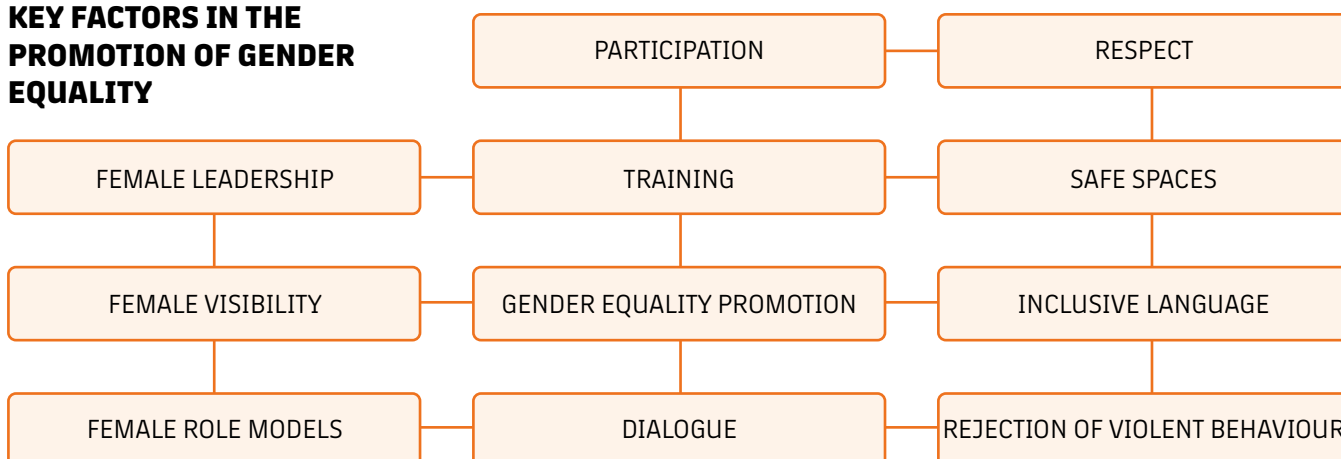 KEY FACTORS IN THE
PROMOTION OF GENDER
EQUALITY
PARTICIPATION
RESPECT
FEMALE LEADERSHIP
TRAINING
SAFE SPACES
FEMALE VISIBILITY
GENDER EQUALITY PROMOTION
INCLUSIVE LANGUAGE
FEMALE ROLE MODELS
DIALOGUE
REJECTION OF VIOLENT BEHAVIOUR